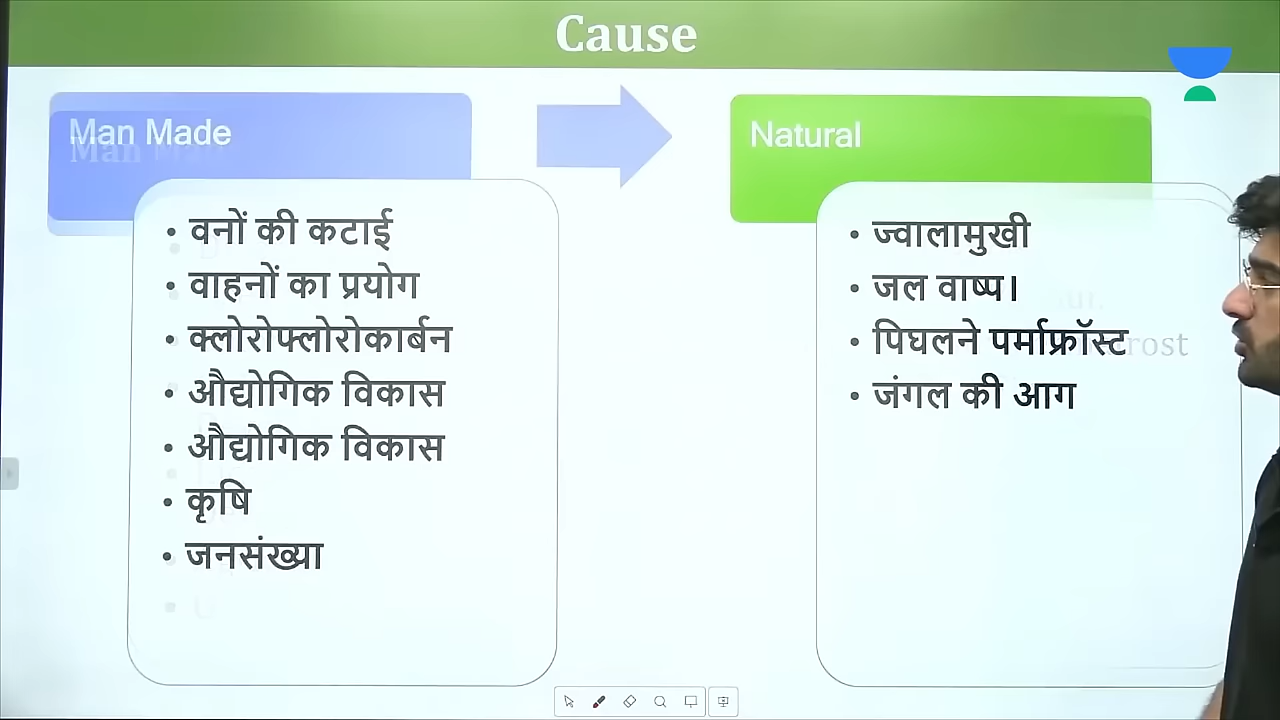 Cause
Man Made
• वनों की कटाई
• वाहनों का प्रयोग
• क्लोरोफ्लोरोकार्बन
• औद्योगिक विकास
• औद्योगिक विकास
• कृषि
• जनसंख्या
Natural
• ज्वालामुखी
• जल वाष्प।
• पिघलने पर्माफ्रॉस्ट
• जंगल की आग